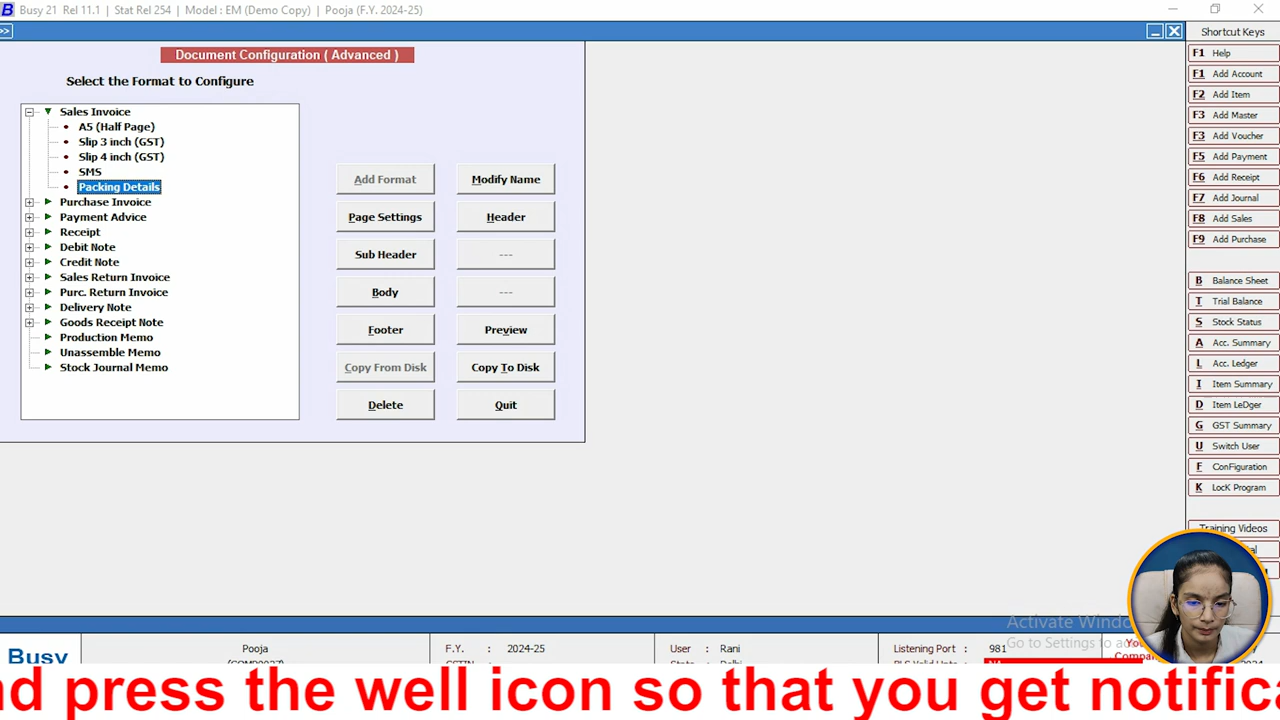 B Busy 21 Rel 11.1 | Stat Rel 254 | Model : EM (Demo Copy) | Pooja (F.Y. 2024-25)
>>
Document Configuration ( Advanced )
Select the Format to Configure
Sales Invoice
A5 (Half Page)
Slip 3 inch (GST)
Slip 4 inch (GST)
SMS
Packing Details
Purchase Invoice
Payment Advice
Receipt
Debit Note
Credit Note
Sales Return Invoice
Purc. Return Invoice
Delivery Note
Goods Receipt Note
Production Memo
Unassemble Memo
Stock Journal Memo
Add Format Modify Name
Page Settings Header
Sub Header ---
Body ---
Footer Preview
Copy From Disk Copy To Disk
Delete Quit
Shortcut Keys
F1 Help
F1 Add Account
F2 Add Item
F3 Add Master
F3 Add Voucher
F5 Add Payment
F6 Add Receipt
F7 Add Journal
F8 Add Sales
F9 Add Purchase
B Balance Sheet
T Trial Balance
S Stock Status
A Acc. Summary
L Acc. Ledger
I Item Summary
D Item LeDger
G GST Summary
U Switch User
F ConFiguration
K LocK Program
Training Videos
Activate Windo
Go to Settings to a
Busy Pooja F.Y. : 2024-25 User : Rani Listening Port : 981
nd press the well icon so that you get notifica